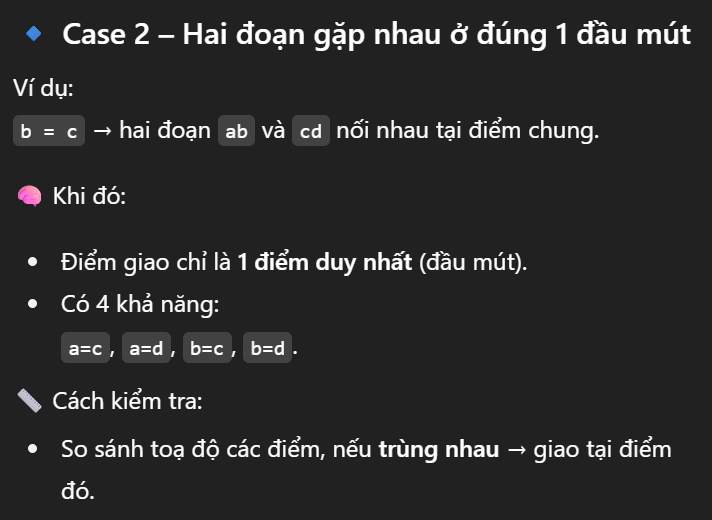 🔹 Case 2 – Hai đoạn gặp nhau ở đúng 1 đầu mút
Ví dụ:
b = c → hai đoạn ab và cd nối nhau tại điểm chung.
🧠 Khi đó:
• Điểm giao chỉ là 1 điểm duy nhất (đầu mút).
• Có 4 khả năng:
a=c, a=d, b=c, b=d.
📏 Cách kiểm tra:
• So sánh toạ độ các điểm, nếu trùng nhau → giao tại điểm
đó.